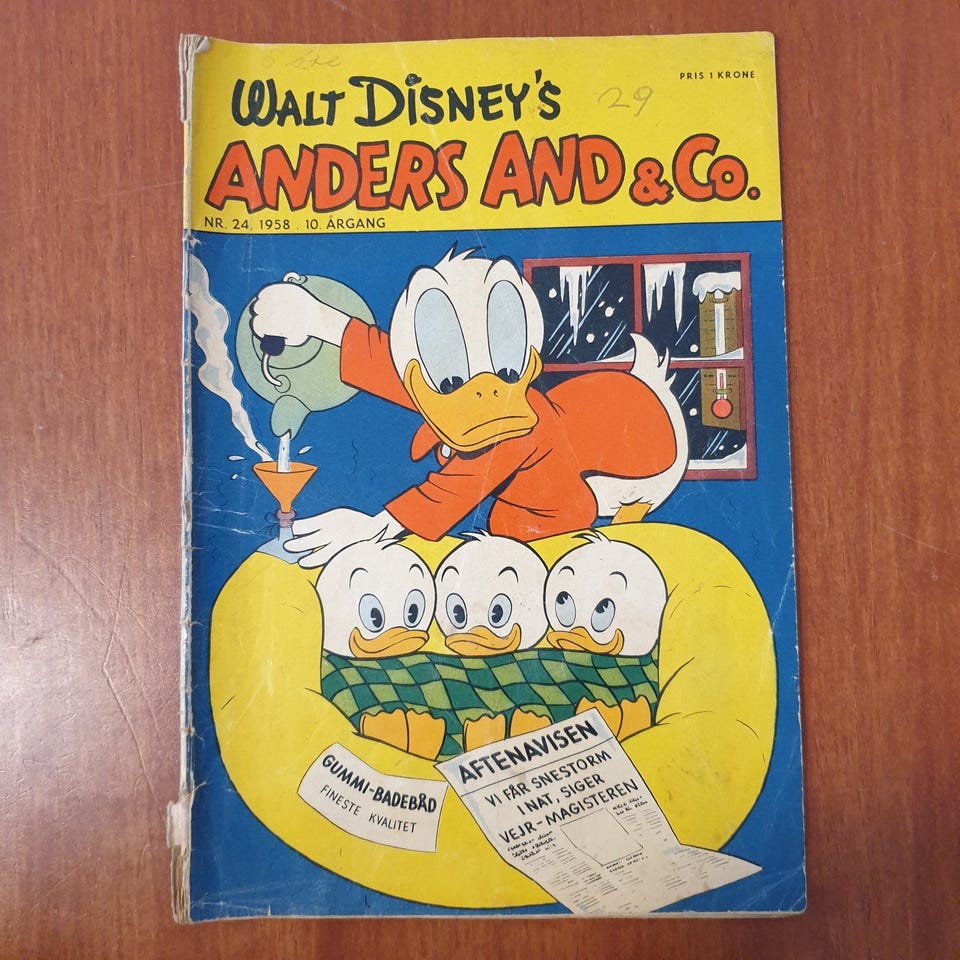 WALT DISNEY'S
PRIS 1 KRONE
29
ANDERS AND & Co.
NR. 24, 1958 . 10. ÅRGANG
GUMMI-BADEBÅD
FINESTE KVALITET
AFTENAVISEN
VI FÅR SNESTORM
I NAT, SIGER
VEJR-MAGISTEREN